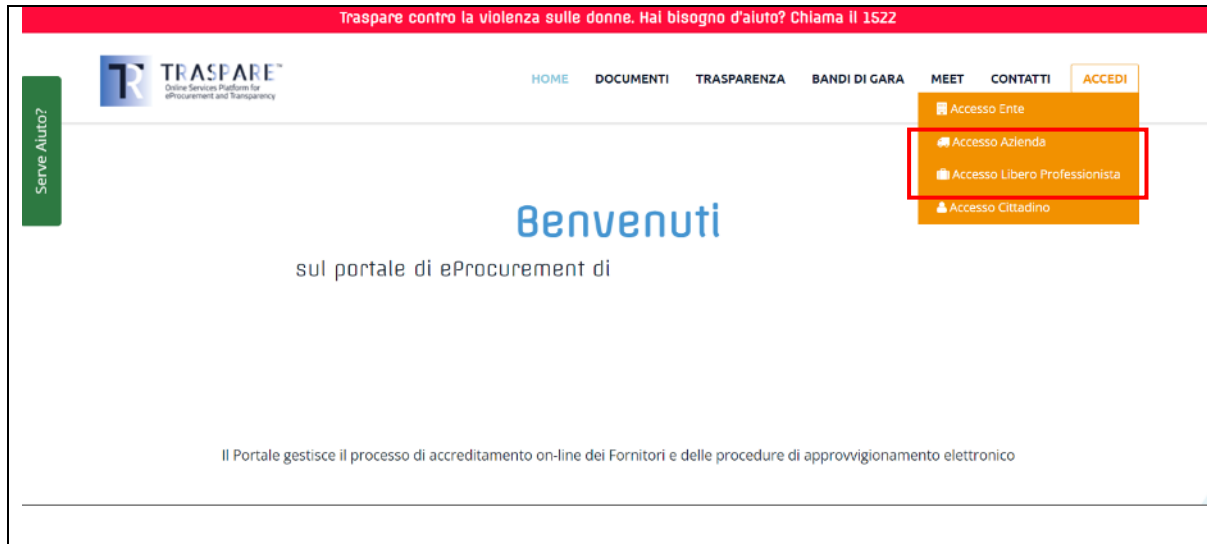 Traspare contro la violenza sulle donne. Hai bisogno d'aiuto? Chiama il 1522
TR TRASPARE™
Online Services Platform for
eProcurement and Transparency
HOME DOCUMENTI TRASPARENZA BANDI DI GARA MEET CONTATTI ACCEDI
Accesso Ente
Accesso Azienda
Accesso Libero Professionista
Accesso Cittadino
Serve Aiuto?
Benvenuti
sul portale di eProcurement di
Il Portale gestisce il processo di accreditamento on-line dei Fornitori e delle procedure di approvvigionamento elettronico